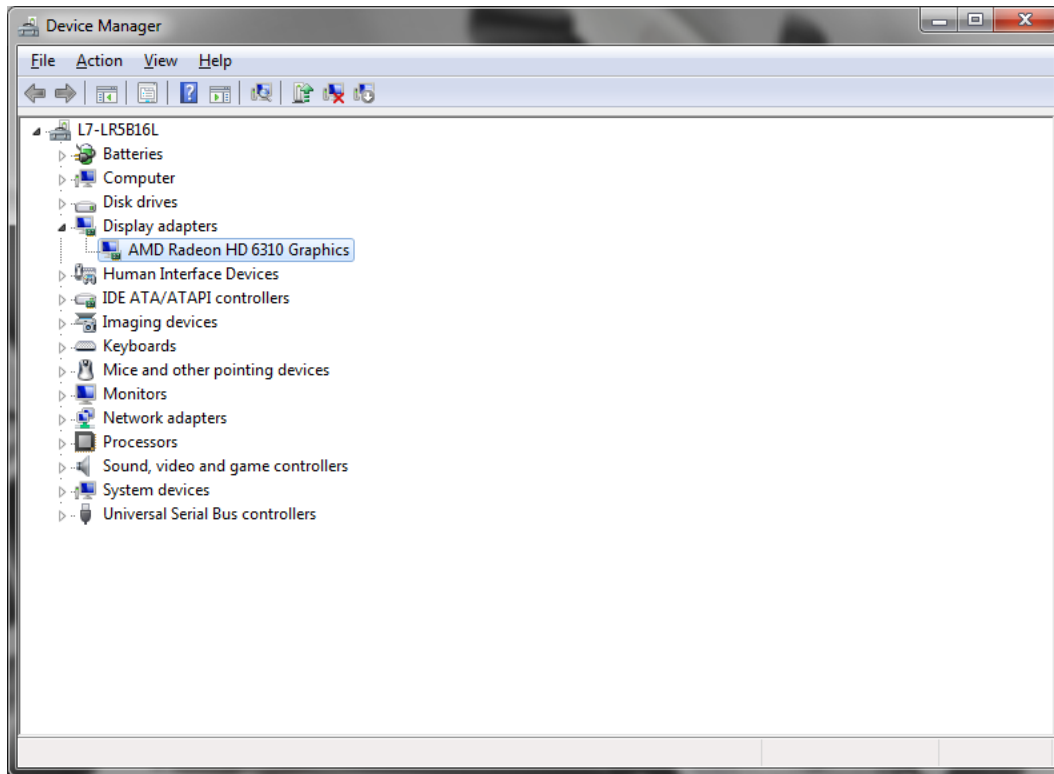 Device Manager
File Action View Help
L7-LR5B16L
Batteries
Computer
Disk drives
Display adapters
AMD Radeon HD 6310 Graphics
Human Interface Devices
IDE ATA/ATAPI controllers
Imaging devices
Keyboards
Mice and other pointing devices
Monitors
Network adapters
Processors
Sound, video and game controllers
System devices
Universal Serial Bus controllers